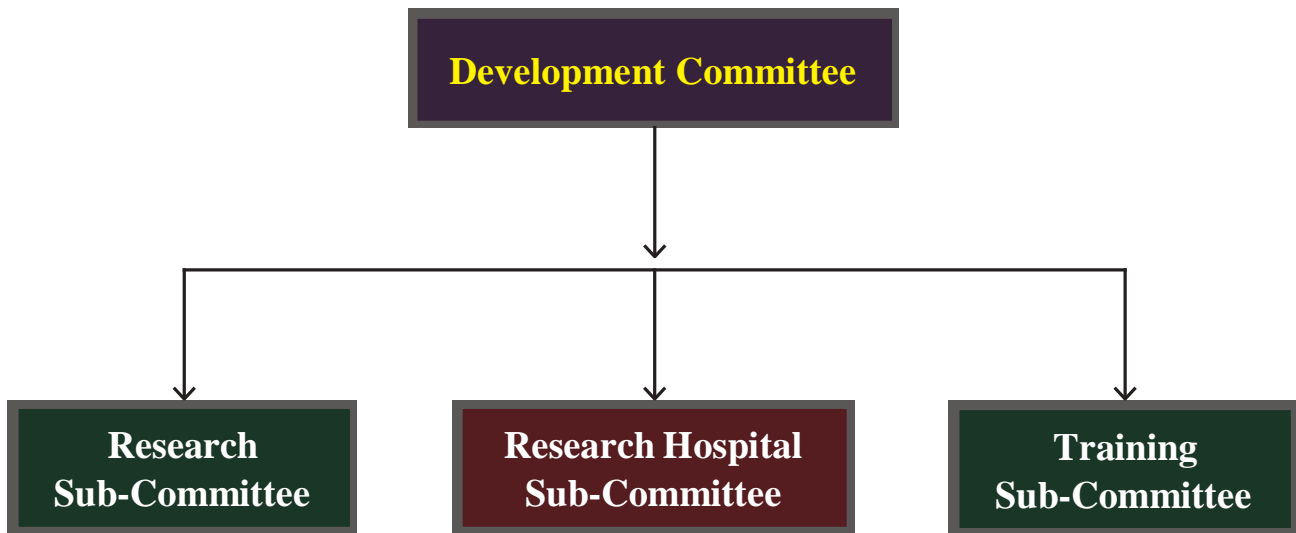 Development Committee
Research
Sub-Committee
Research Hospital
Sub-Committee
Training
Sub-Committee